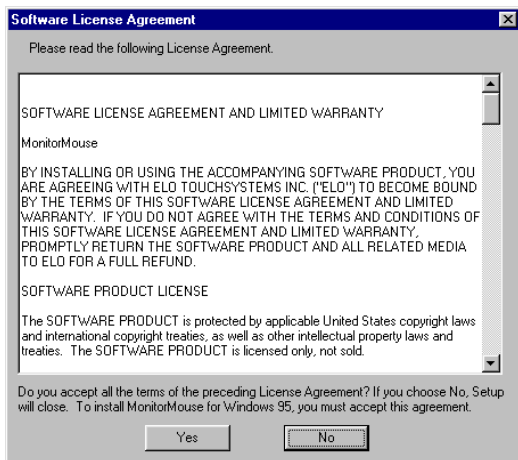 Software License Agreement
Please read the following License Agreement.
SOFTWARE LICENSE AGREEMENT AND LIMITED WARRANTY
MonitorMouse
BY INSTALLING OR USING THE ACCOMPANYING SOFTWARE PRODUCT, YOU
ARE AGREEING WITH ELO TOUCHSYSTEMS INC. ("ELO") TO BECOME BOUND
BY THE TERMS OF THIS SOFTWARE LICENSE AGREEMENT AND LIMITED
WARRANTY.  IF YOU DO NOT AGREE WITH THE TERMS AND CONDITIONS OF
THIS SOFTWARE LICENSE AGREEMENT AND LIMITED WARRANTY,
PROMPTLY RETURN THE SOFTWARE PRODUCT AND ALL RELATED MEDIA
TO ELO FOR A FULL REFUND.
SOFTWARE PRODUCT LICENSE
The SOFTWARE PRODUCT is protected by applicable United States copyright laws
and international copyright treaties, as well as other intellectual property laws and
treaties.  The SOFTWARE PRODUCT is licensed only, not sold.
Do you accept all the terms of the preceding License Agreement? If you choose No, Setup
will close.  To install MonitorMouse for Windows 95, you must accept this agreement.
Yes No